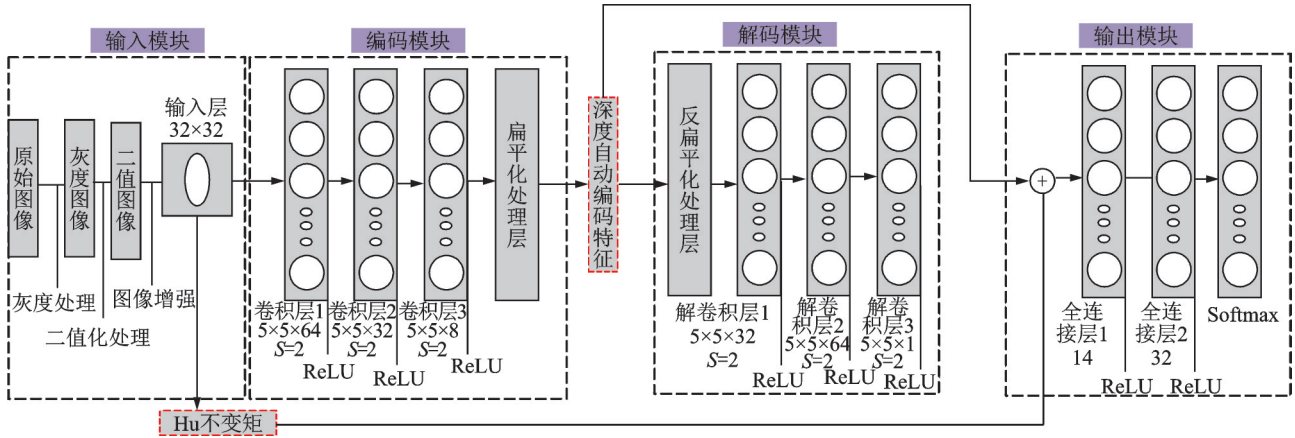 输入模块
原始图像
灰度图像
二值图像
输入层
32×32
灰度处理
二值化处理
图像增强
Hu不变矩
编码模块
卷积层1
5×5×64
S=2
ReLU
卷积层2
5×5×32
S=2
ReLU
卷积层3
5×5×8
S=2
ReLU
扁平化处理层
深度自动编码特征
解码模块
反扁平化处理层
解卷积层1
5×5×32
S=2
ReLU
解卷
积层2
5×5×64
S=2
ReLU
解卷
积层3
5×5×1
S=2
ReLU
输出模块
+
全连
接层1
14
ReLU
全连
接层2
32
ReLU
Softmax